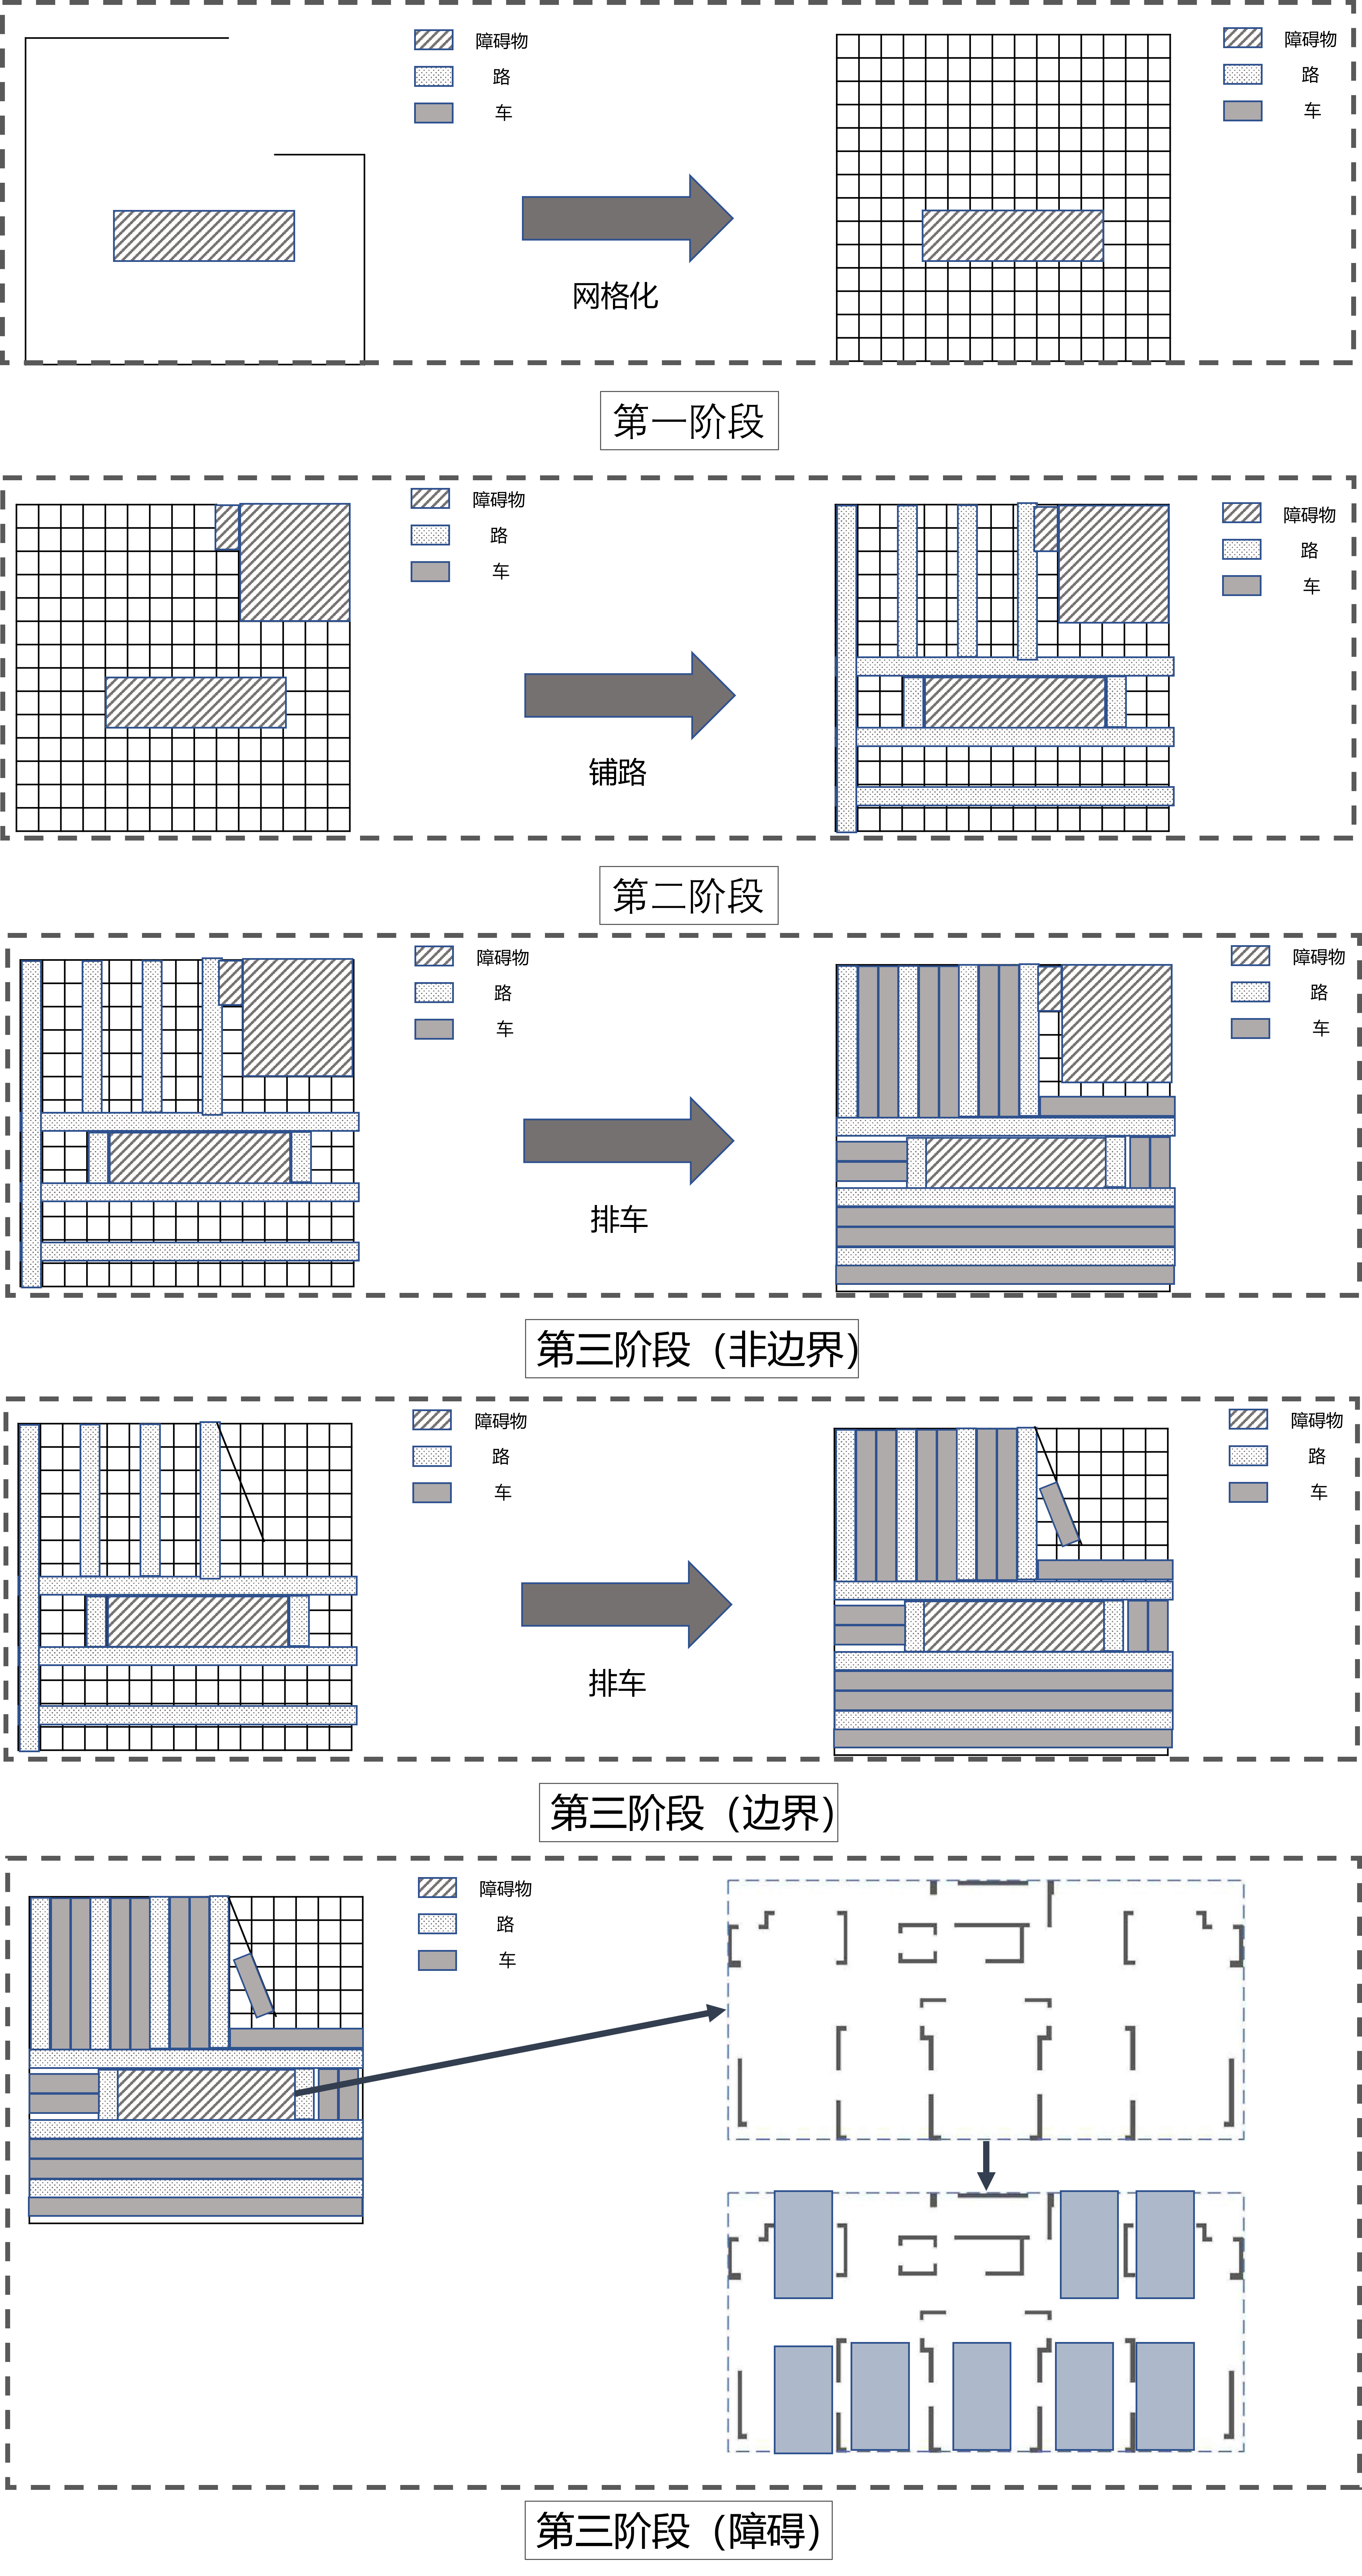 障碍物
路
车
障碍物
路
车
网格化
第一阶段
障碍物
路
车
障碍物
路
车
铺路
第二阶段
障碍物
路
车
障碍物
路
车
排车
第三阶段（非边界）
障碍物
路
车
障碍物
路
车
排车
第三阶段（边界）
障碍物
路
车
第三阶段（障碍）